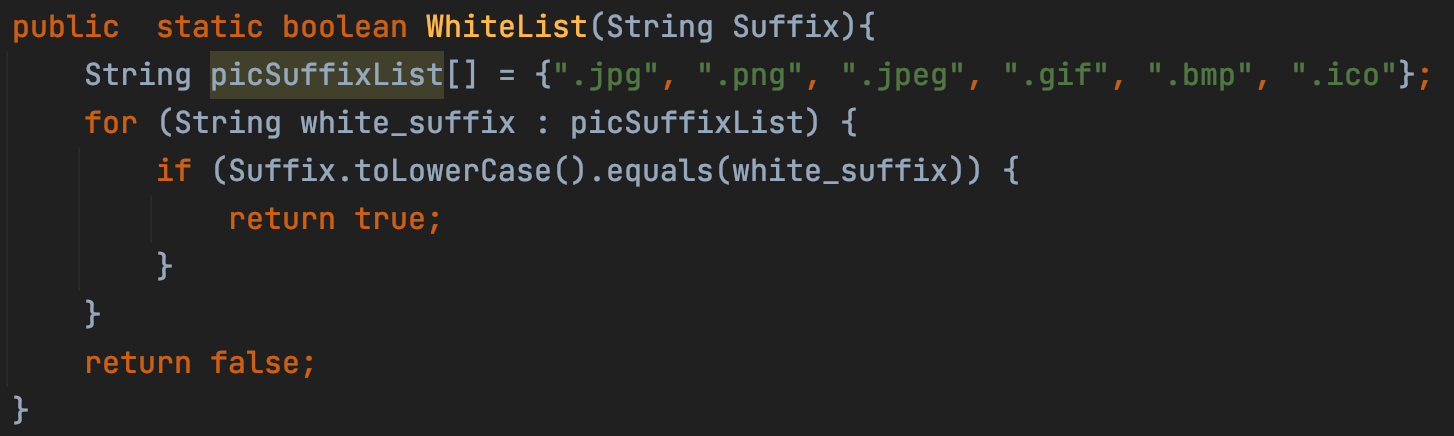 public  static boolean WhiteList(String Suffix){
    String picSuffixList[] = {".jpg", ".png", ".jpeg", ".gif", ".bmp", ".ico"};
    for (String white_suffix : picSuffixList) {
        if (Suffix.toLowerCase().equals(white_suffix)) {
            return true;
        }
    }
    return false;
}